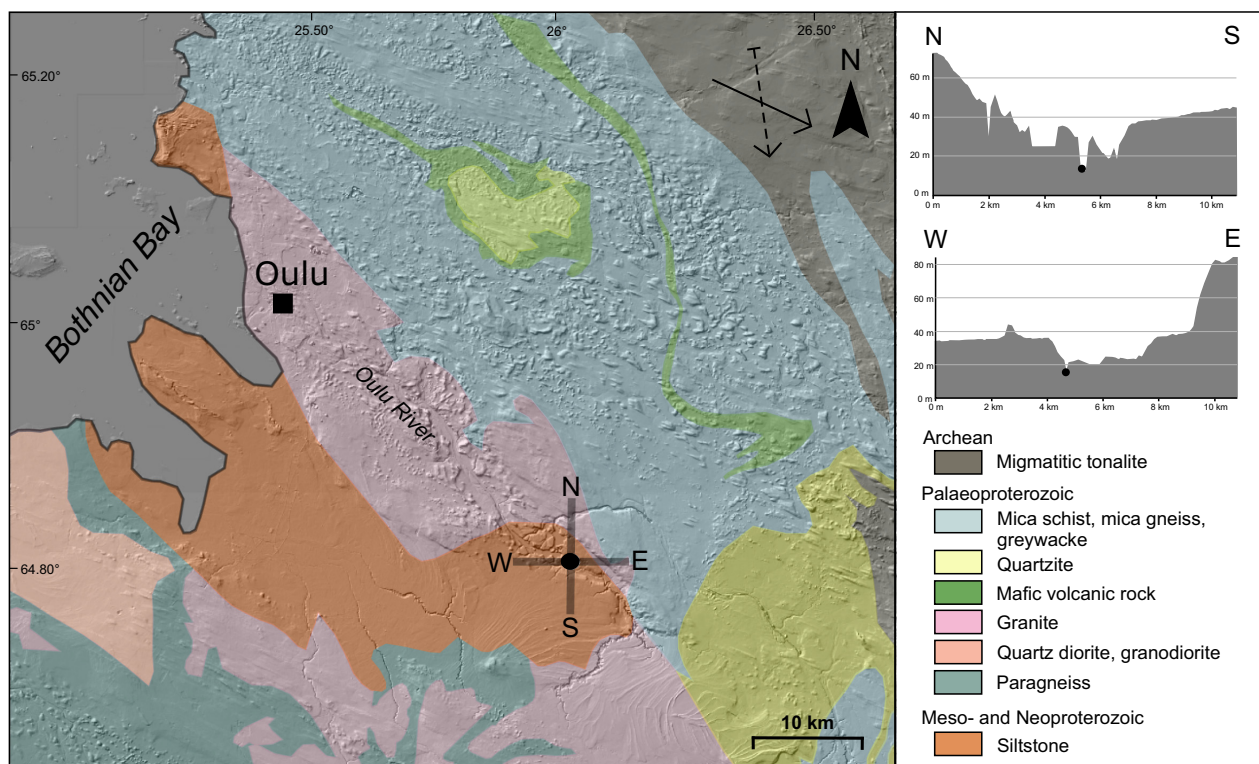 25.50°
26°
26.50°
65.20°
65°
64.80°
N
Bothnian Bay
Oulu
Oulu River
N
W
E
S
10 km
N
S
60 m
40 m
20 m
0 m
0 m
2 km
4 km
6 km
8 km
10 km
W
E
80 m
60 m
40 m
20 m
0 m
0 m
2 km
4 km
6 km
8 km
10 km
Archean
Migmatitic tonalite
Palaeoproterozoic
Mica schist, mica gneiss,
greywacke
Quartzite
Mafic volcanic rock
Granite
Quartz diorite, granodiorite
Paragneiss
Meso- and Neoproterozoic
Siltstone